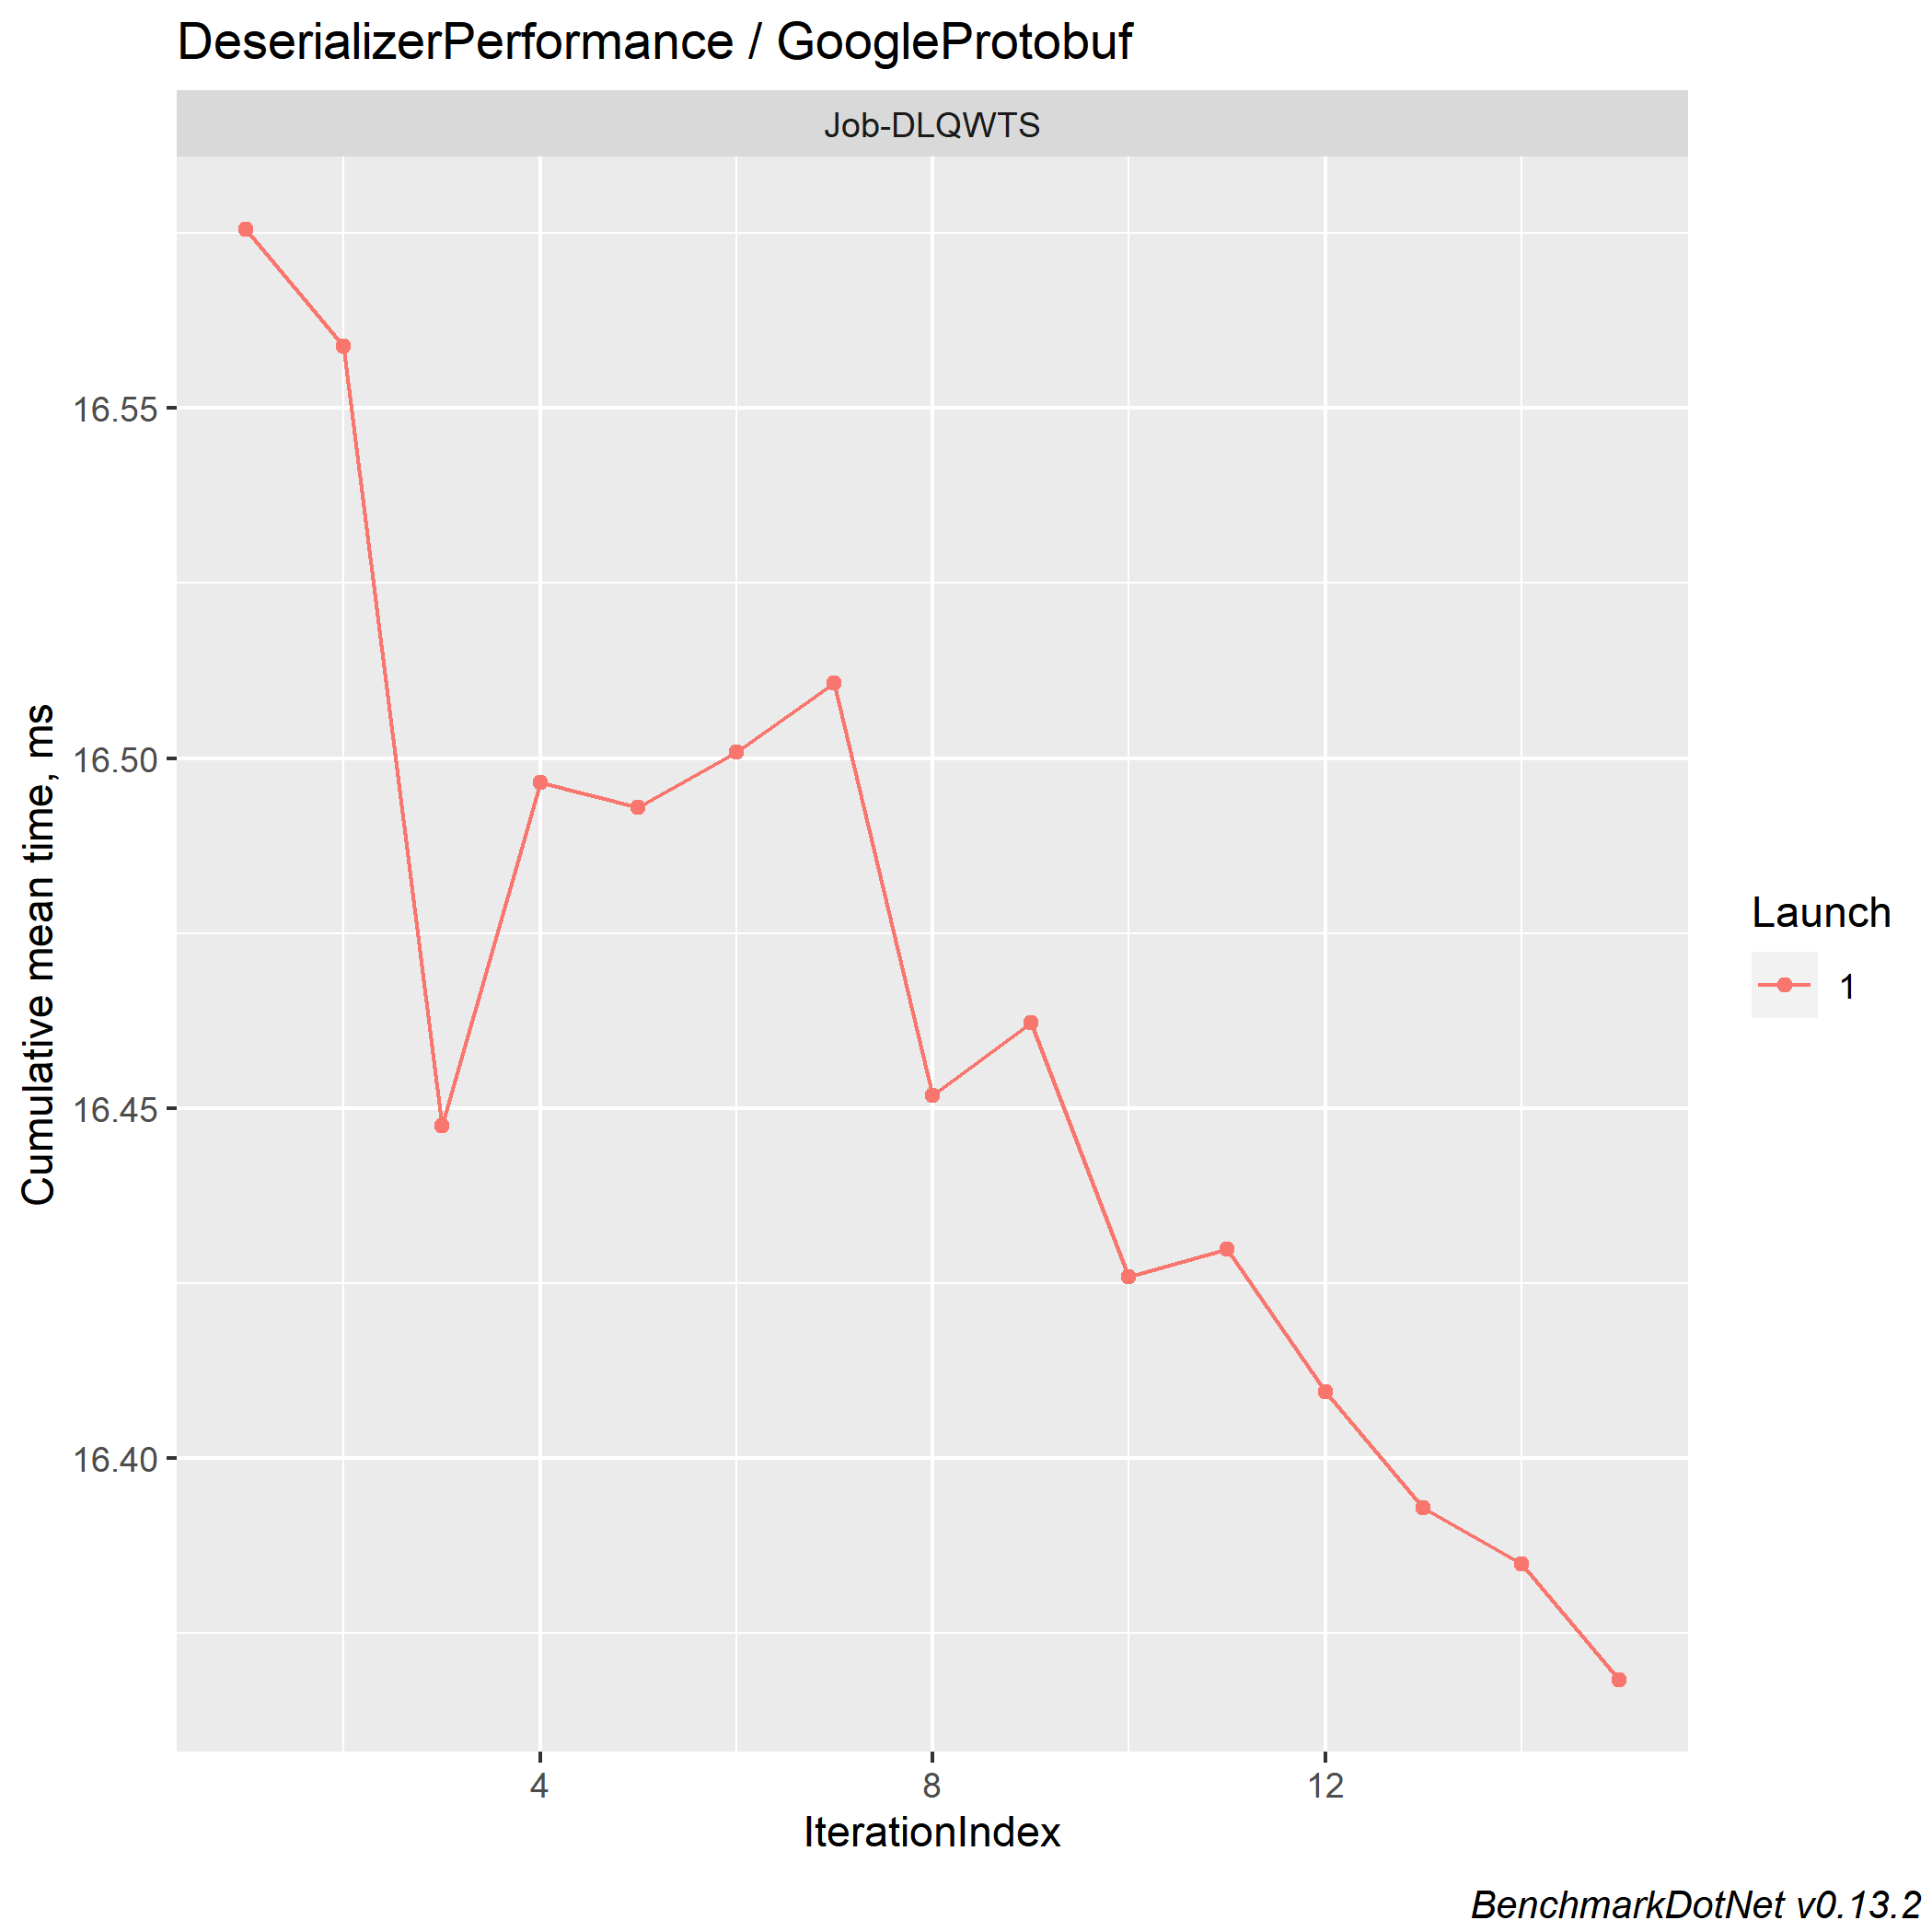 DeserializerPerformance / GoogleProtobuf
Job-DLQWTS
16.55
16.50
16.45
16.40
Cumulative mean time, ms
4 8 12
IterationIndex
Launch
1
BenchmarkDotNet v0.13.2